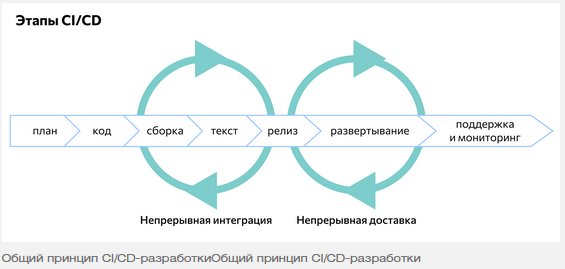 Этапы CI/CD
план код сборка текст релиз развертывание поддержка
и мониторинг
Непрерывная интеграция Непрерывная доставка
Общий принцип CI/CD-разработкиОбщий принцип CI/CD-разработки